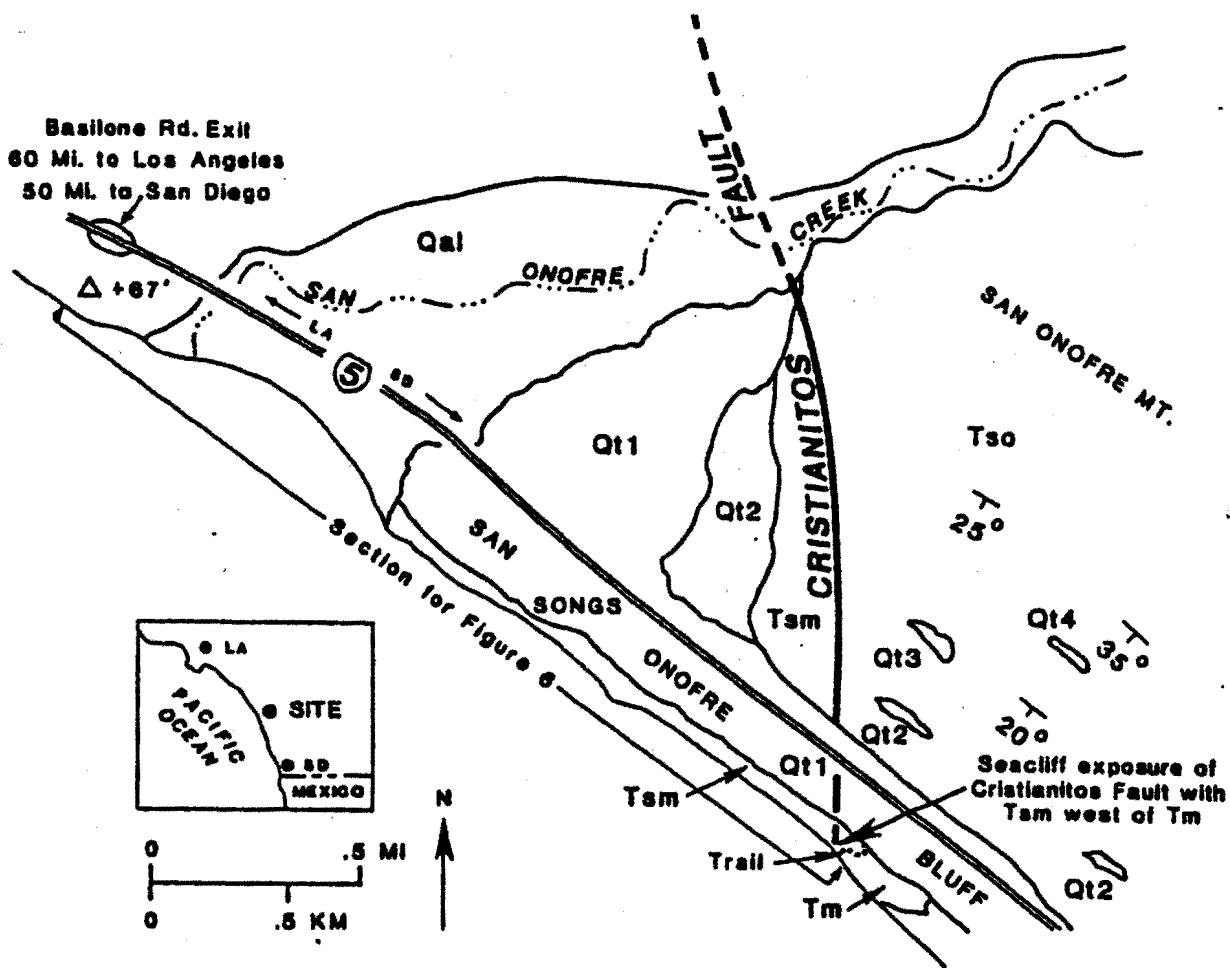 Basilone Rd. Exit
60 Mi. to Los Angeles
50 Mi. to San Diego
△ +67'
FAULT
CREEK
Qal
SAN
ONOFRE
LA
5
SD
SAN ONOFRE MT.
CRISTIANITOS
Qt1
Tso
Qt2
25°
SAN
SONGS
ONOFRE
BLUFF
Section for Figure 6
Tsm
Qt3
Qt4
35°
Qt2
20°
Qt1
Seacliff exposure of
Cristianitos Fault with
Tsm west of Tm
Tsm
Trail
Tm
Qt2
LA
PACIFIC
OCEAN
SITE
SD
MEXICO
N
0 .5 MI
0 .5 KM